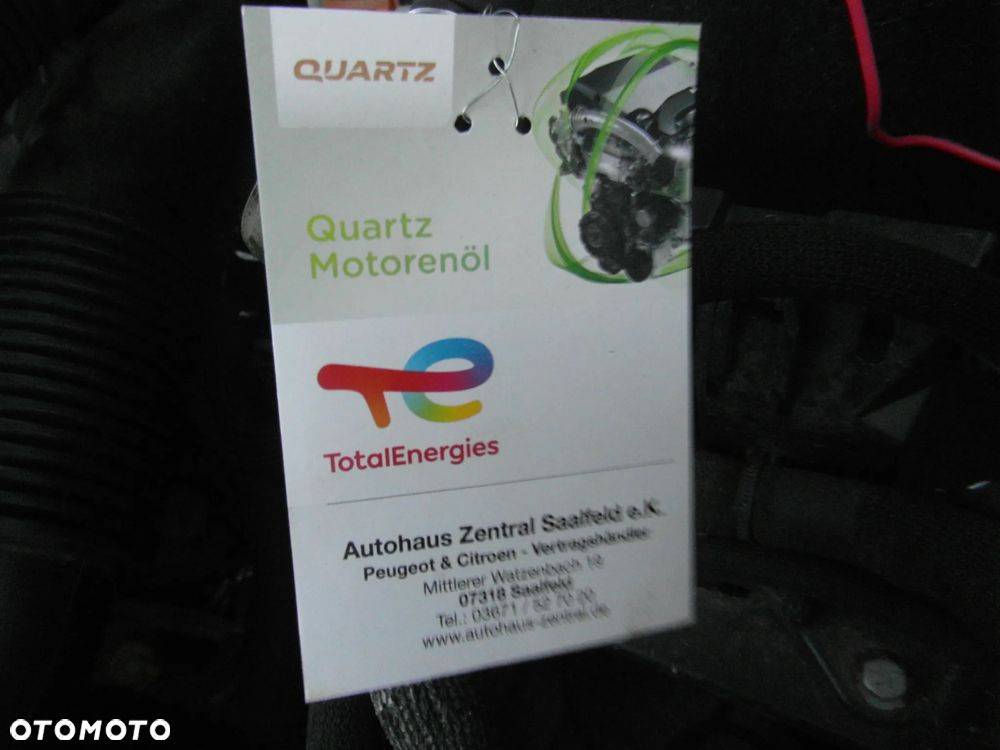 QUARTZ
Quartz
Motorenöl
TotalEnergies
Autohaus Zentral Saalfeld e.K.
Peugeot & Citroen - Vertragshändler
Mittlerer Watzenbach 19
07318 Saalfeld
Tel.: 03671 / 52 70 20
www.autohaus-zentral.de
OTOMOTO